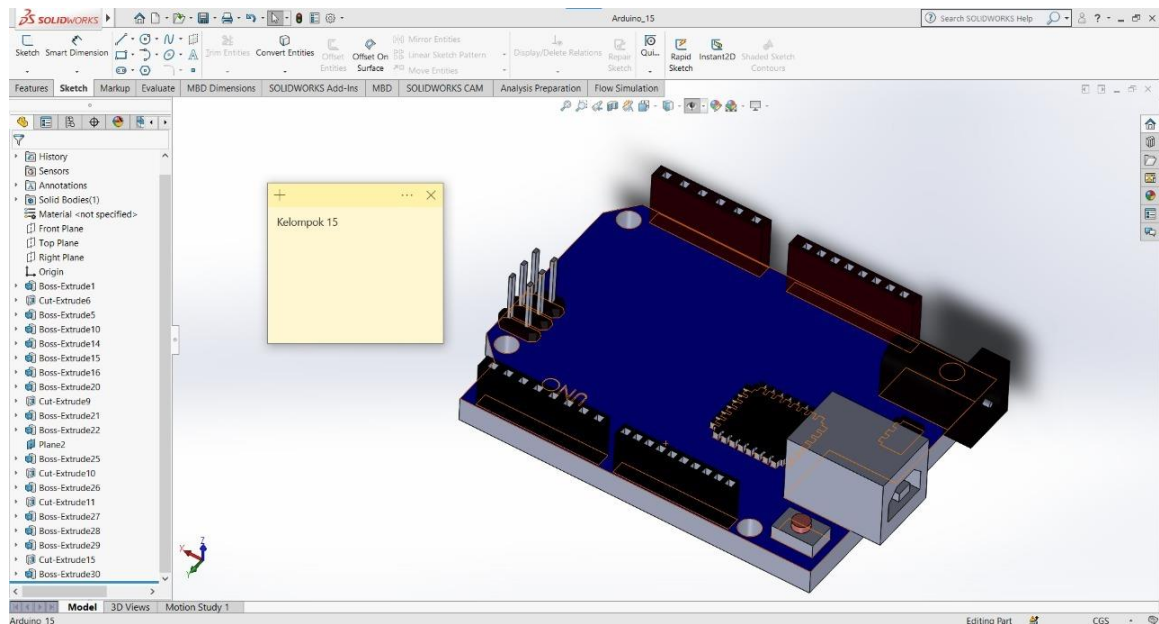 SOLIDWORKS
Arduino_15
Search SOLIDWORKS Help
Sketch
Smart Dimension
Trim Entities
Convert Entities
Offset Entities
Offset On Surface
Mirror Entities
Linear Sketch Pattern
Move Entities
Display/Delete Relations
Repair Sketch
Qui...
Rapid Sketch
Instant2D
Shaded Sketch Contours
Features Sketch Markup Evaluate MBD Dimensions SOLIDWORKS Add-Ins MBD SOLIDWORKS CAM Analysis Preparation Flow Simulation
History
Sensors
Annotations
Solid Bodies(1)
Material <not specified>
Front Plane
Top Plane
Right Plane
Origin
Boss-Extrude1
Cut-Extrude6
Boss-Extrude5
Boss-Extrude10
Boss-Extrude14
Boss-Extrude15
Boss-Extrude16
Boss-Extrude20
Cut-Extrude9
Boss-Extrude21
Boss-Extrude22
Plane2
Boss-Extrude25
Cut-Extrude10
Boss-Extrude26
Cut-Extrude11
Boss-Extrude27
Boss-Extrude28
Boss-Extrude29
Cut-Extrude15
Boss-Extrude30
Kelompok 15
UNO
X Y Z
Model 3D Views Motion Study 1
Arduino_15
Editing Part
CGS